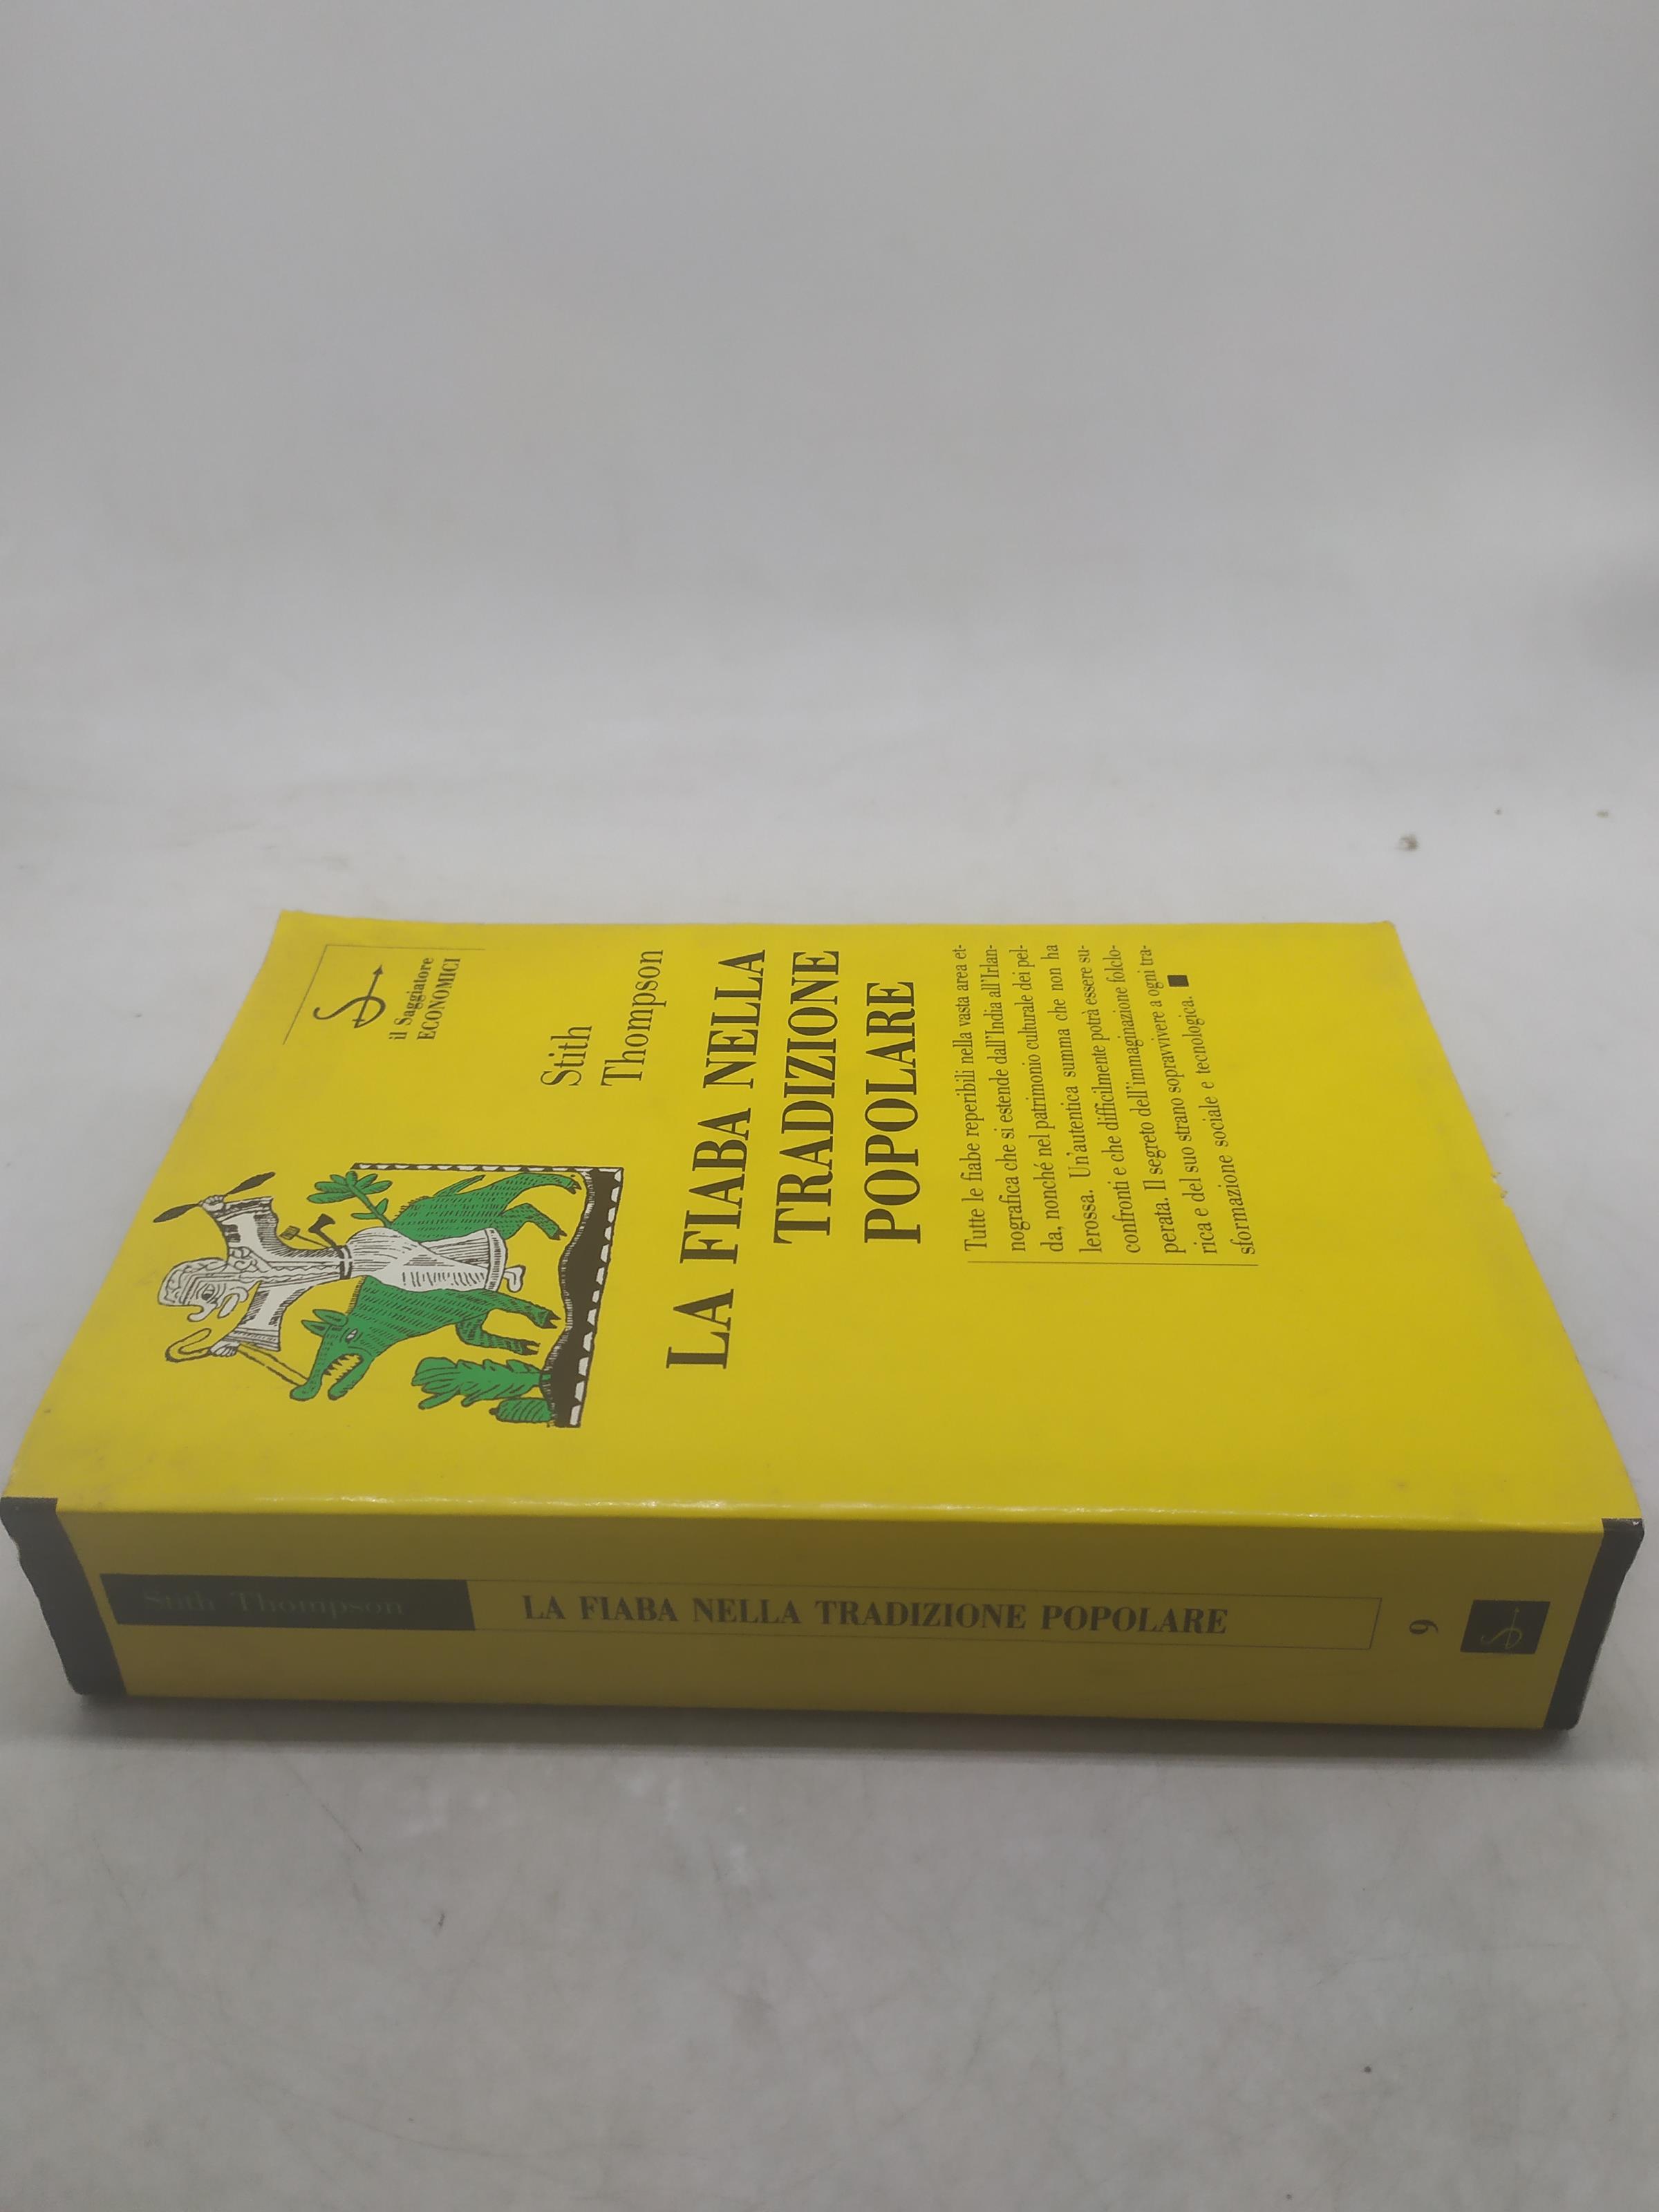 il Saggiatore
ECONOMICI
Stith
Thompson
LA FIABA NELLA
TRADIZIONE
POPOLARE
Tutte le fiabe reperibili nella vasta area et-
nografica che si estende dall'India all'Irlan-
da, nonché nel patrimonio culturale dei pel-
lerossa. Un'autentica summa che non ha
confronti e che difficilmente potrà essere su-
perata. Il segreto dell'immaginazione folclo-
rica e del suo strano sopravvivere a ogni tra-
sformazione sociale e tecnologica.
Stith Thompson
LA FIABA NELLA TRADIZIONE POPOLARE
9